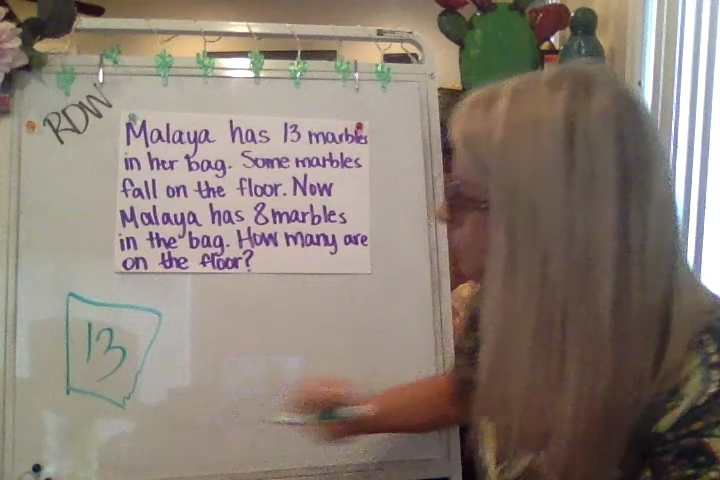 RDW
Malaya has 13 marbles
in her bag. Some marbles
fall on the floor. Now
Malaya has 8 marbles
in the bag. How many are
on the floor?
13